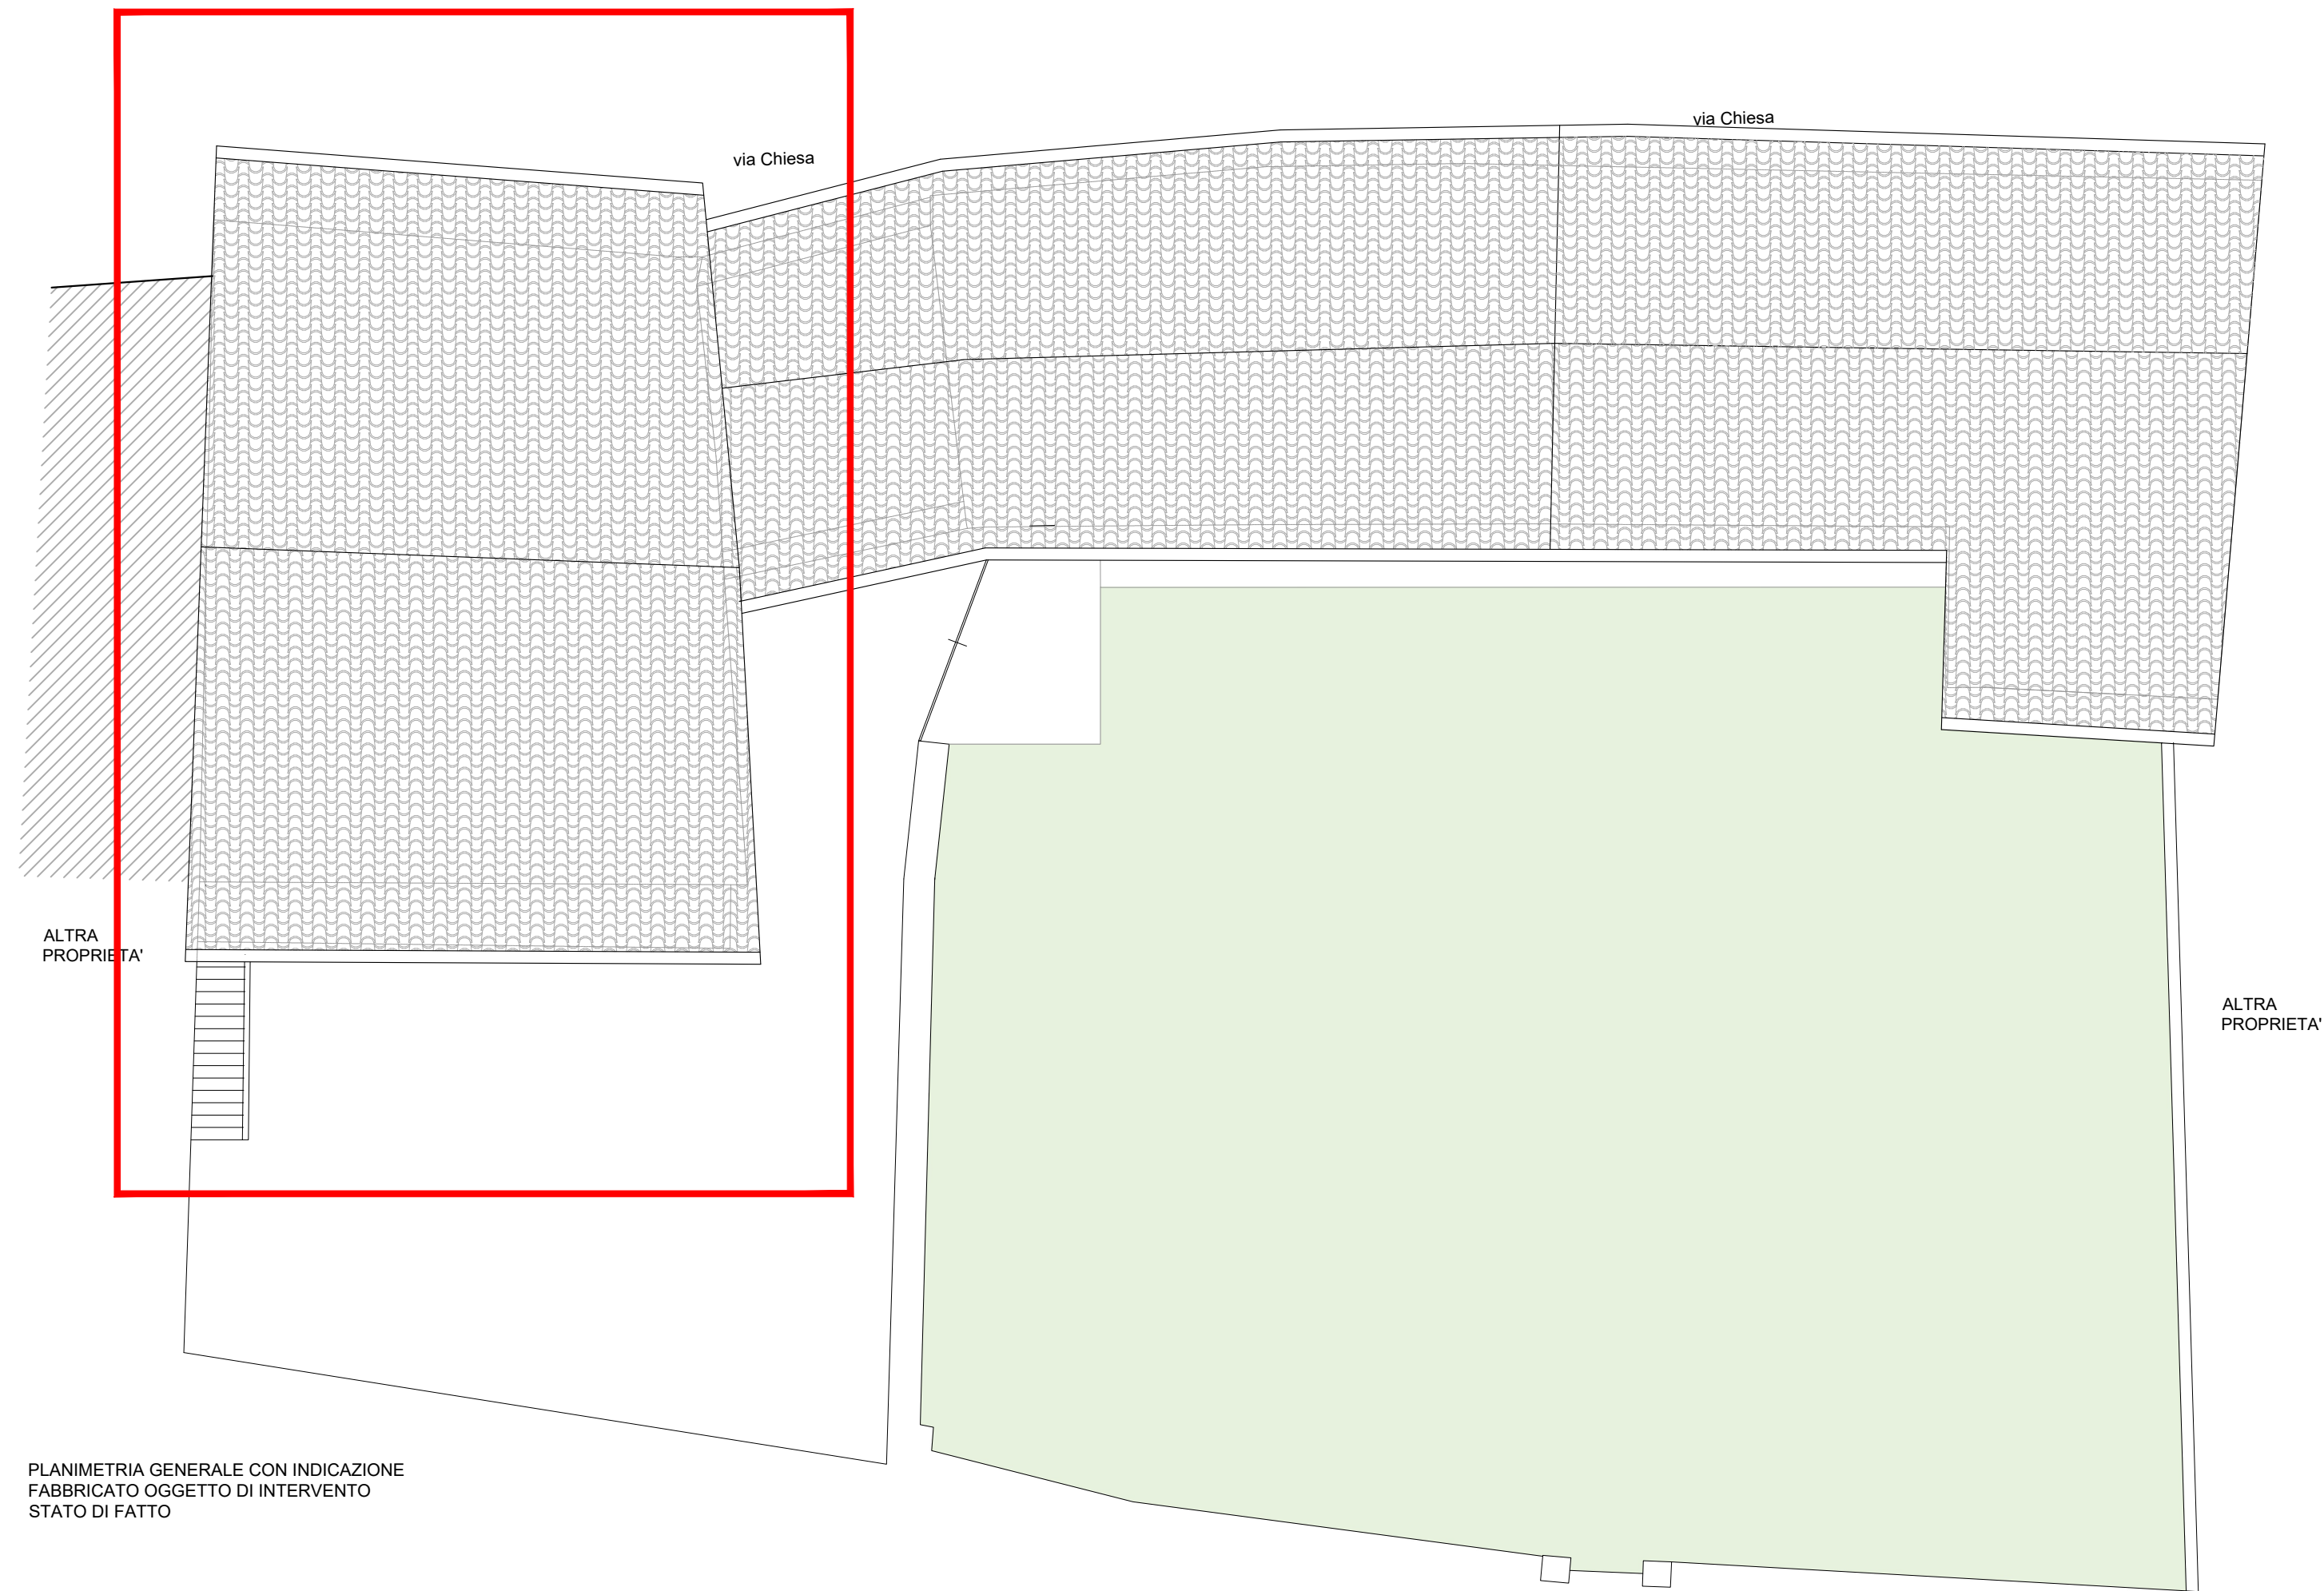 via Chiesa
via Chiesa
ALTRA
PROPRIETA'
ALTRA
PROPRIETA'
PLANIMETRIA GENERALE CON INDICAZIONE
FABBRICATO OGGETTO DI INTERVENTO
STATO DI FATTO